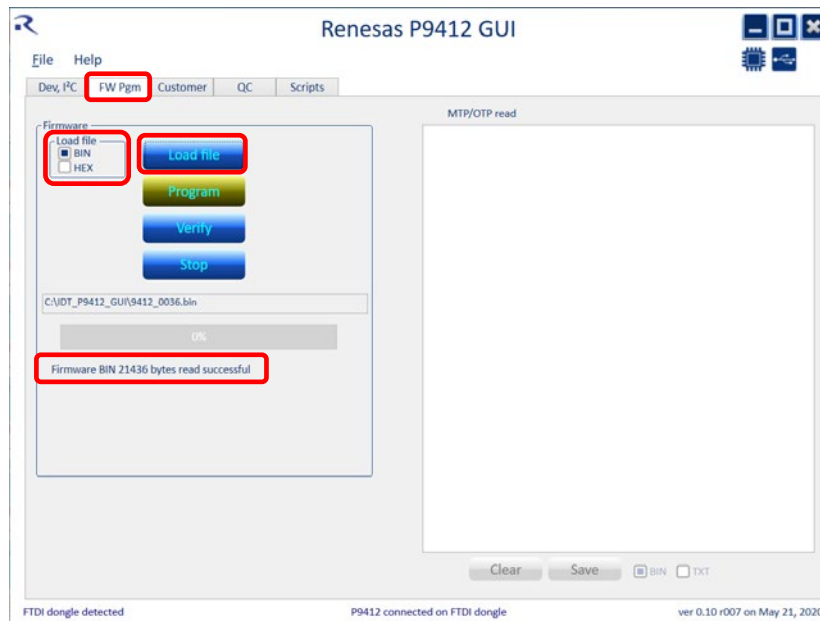 Renesas P9412 GUI
File Help
Dev, I²C FW Pgm Customer QC Scripts
MTP/OTP read
Firmware
Load file
BIN
HEX
Load file
Program
Verify
Stop
C:\IDT_P9412_GUI\9412_0036.bin
0%
Firmware BIN 21436 bytes read successful
Clear Save BIN TXT
FTDI dongle detected P9412 connected on FTDI dongle ver 0.10 r007 on May 21, 2020